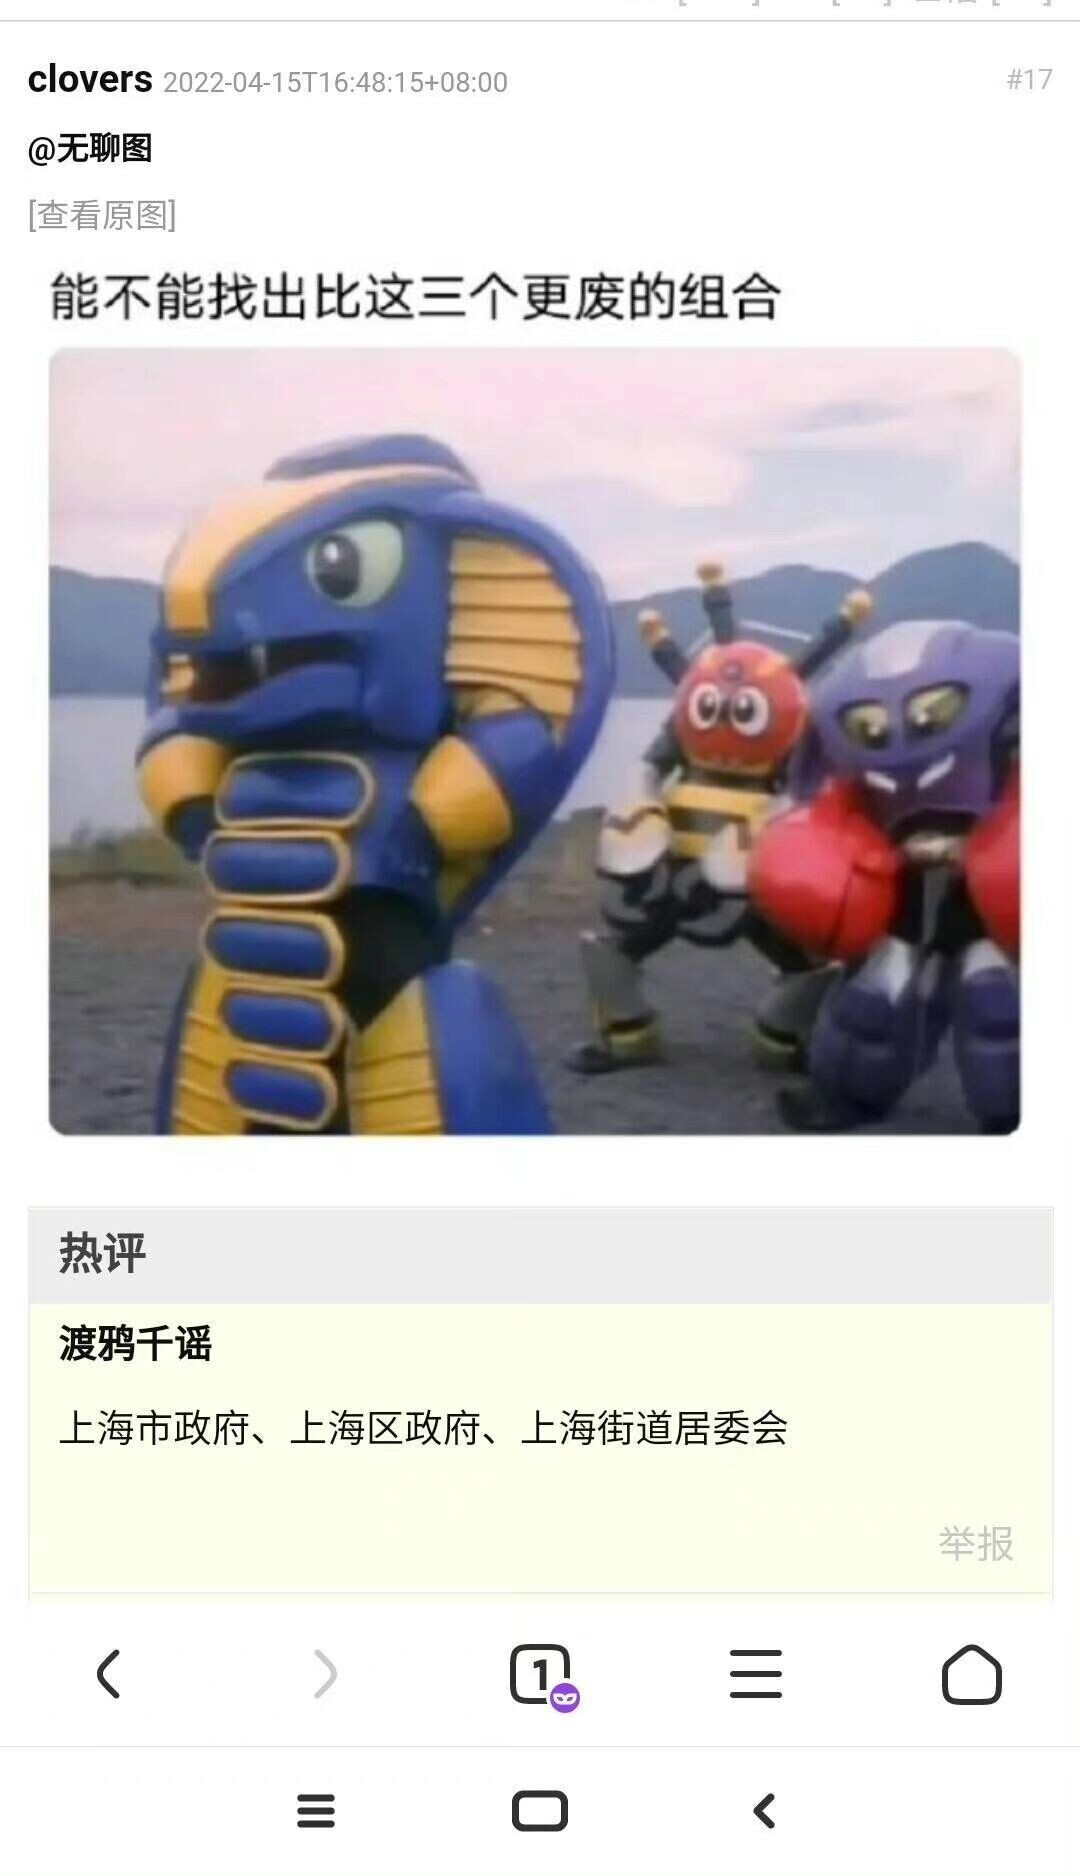 clovers 2022-04-15T16:48:15+08:00 #17
@无聊图
[查看原图]
能不能找出比这三个更废的组合
热评
渡鸦千谣
上海市政府、上海区政府、上海街道居委会
举报
1